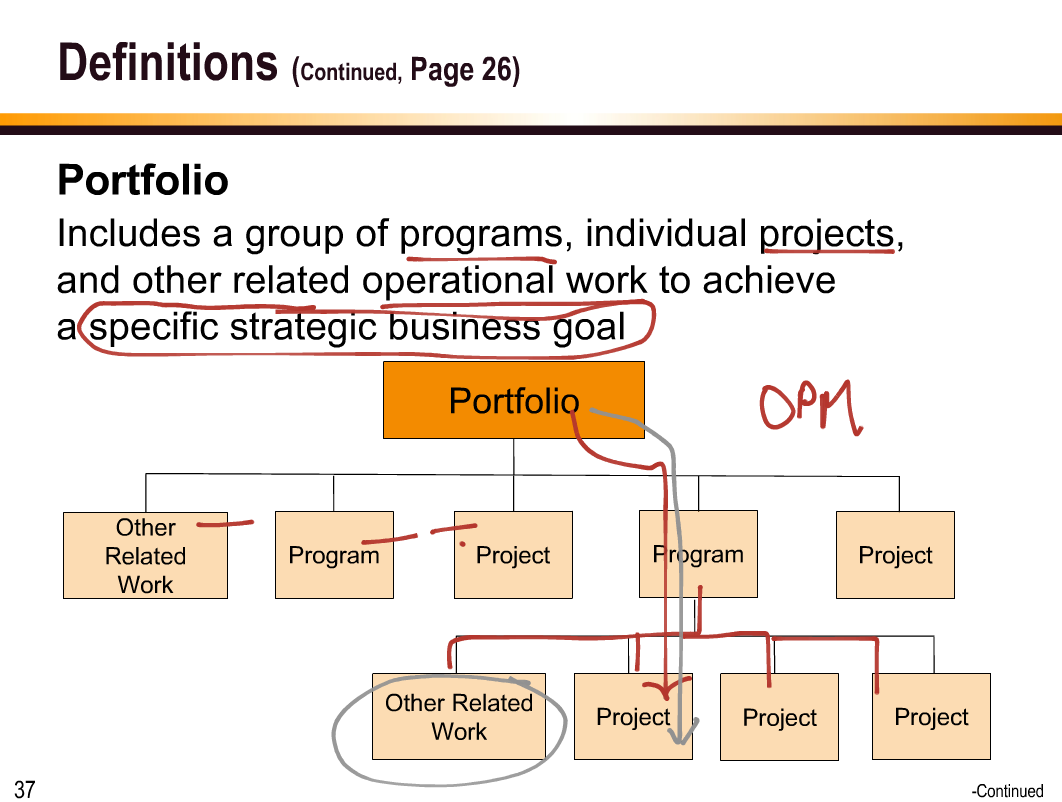 Definitions (Continued, Page 26)
Portfolio
Includes a group of programs, individual projects,
and other related operational work to achieve
a specific strategic business goal
Portfolio
OPM
Other
Related
Work
Program
Project
Program
Project
Other Related
Work
Project
Project
Project
37
-Continued